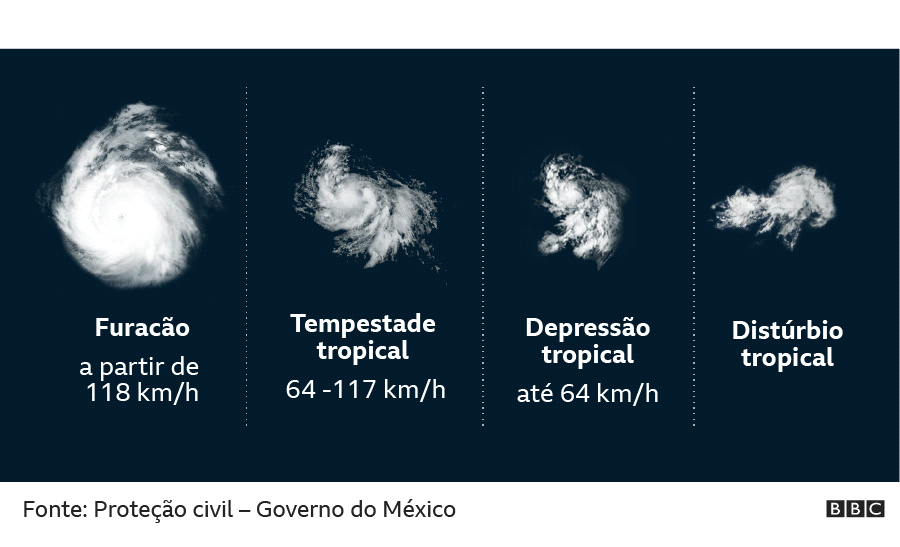 Furacão
a partir de
118 km/h
Tempestade
tropical
64 -117 km/h
Depressão
tropical
até 64 km/h
Distúrbio
tropical
Fonte: Proteção civil – Governo do México
BBC